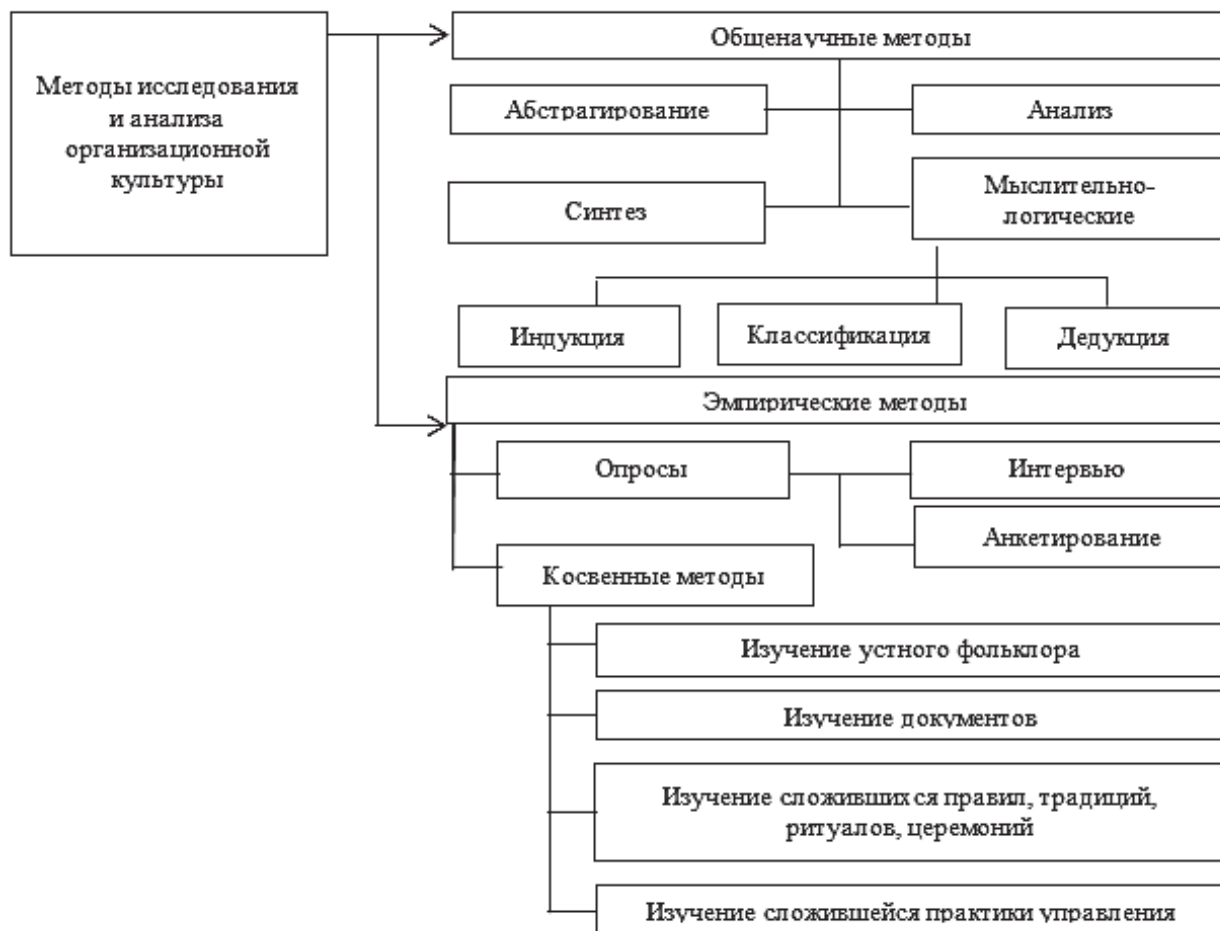 Методы исследования
и анализа
организационной
культуры
Общенаучные методы
Абстрагирование
Анализ
Синтез
Мыслительно-
логические
Индукция
Классификация
Дедукция
Эмпирические методы
Опросы
Интервью
Анкетирование
Косвенные методы
Изучение устного фольклора
Изучение документов
Изучение сложившихся правил, традиций,
ритуалов, церемоний
Изучение сложившейся практики управления